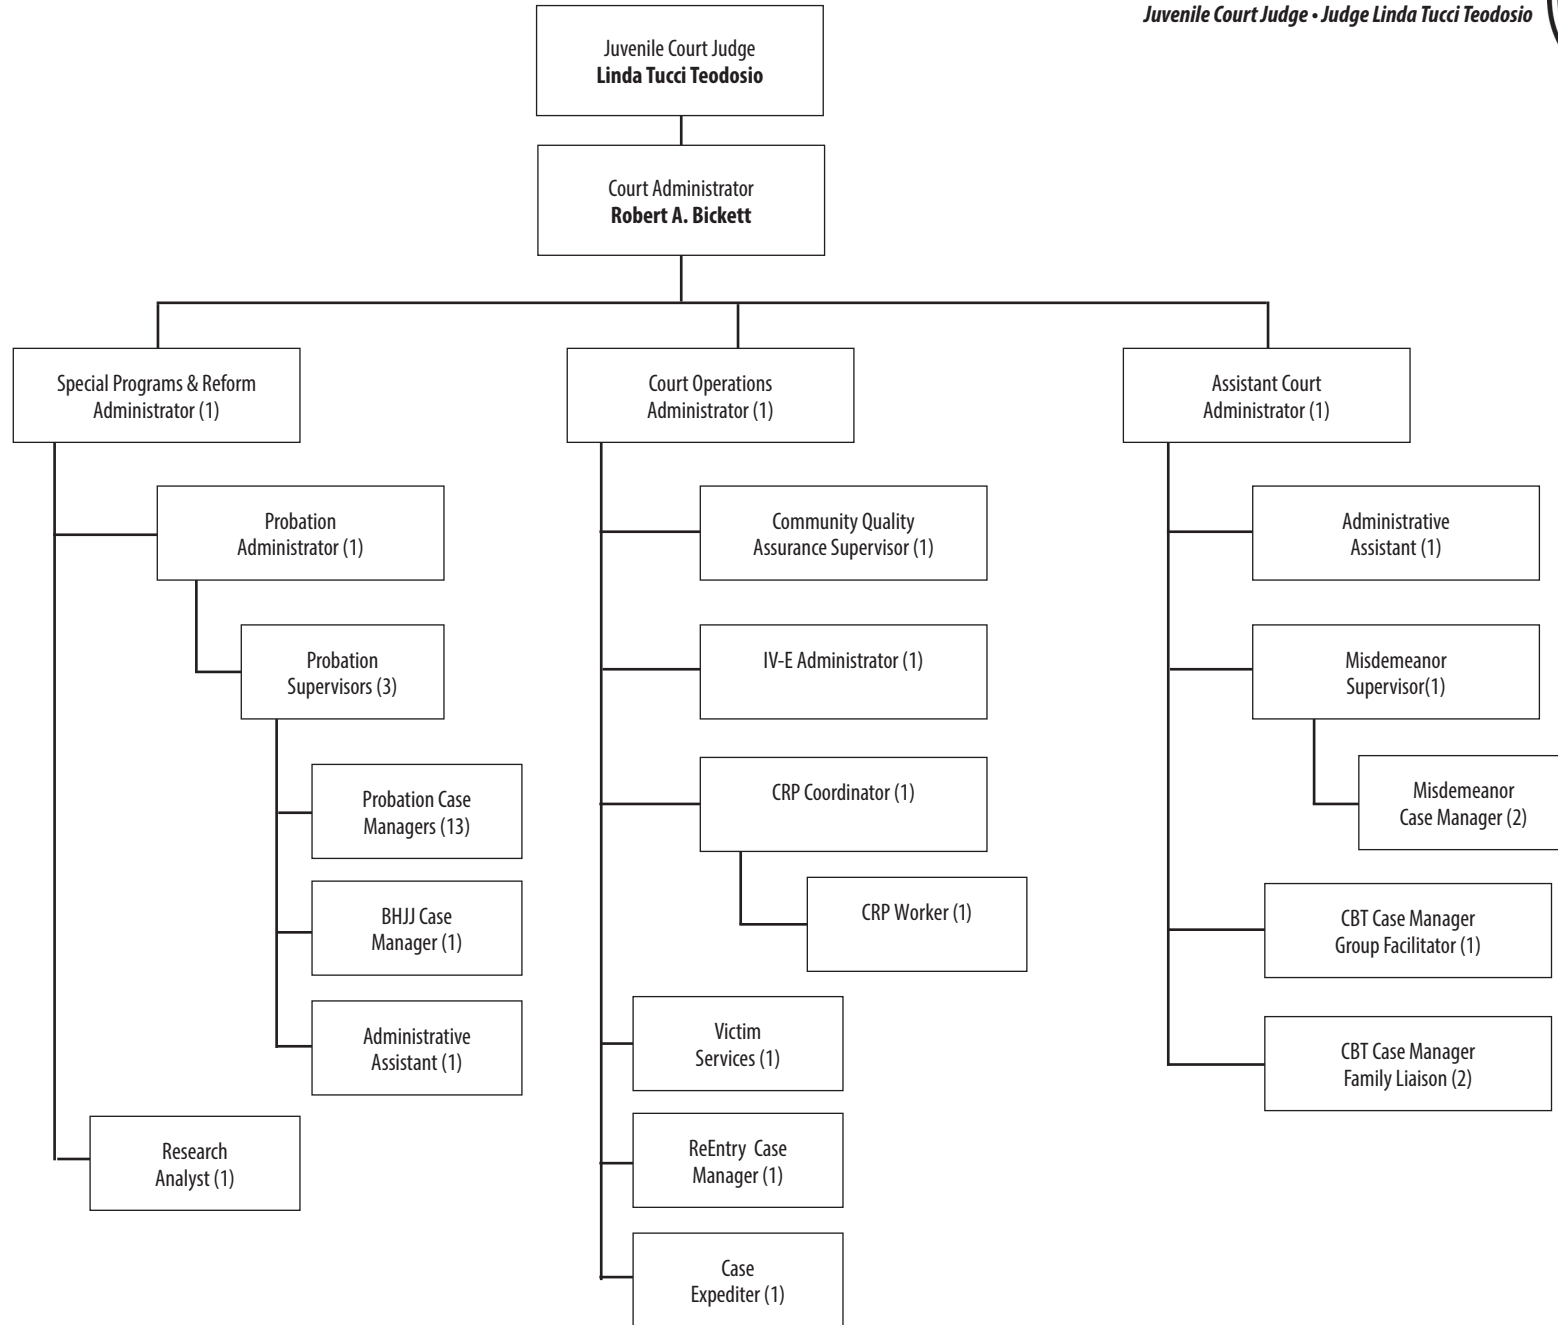 Juvenile Court Judge • Judge Linda Tucci Teodosio
Juvenile Court Judge
Linda Tucci Teodosio
Court Administrator
Robert A. Bickett
Special Programs & Reform
Administrator (1)
Court Operations
Administrator (1)
Assistant Court
Administrator (1)
Probation
Administrator (1)
Probation
Supervisors (3)
Probation Case
Managers (13)
BHJJ Case
Manager (1)
Administrative
Assistant (1)
Research
Analyst (1)
Community Quality
Assurance Supervisor (1)
IV-E Administrator (1)
CRP Coordinator (1)
CRP Worker (1)
Victim
Services (1)
ReEntry Case
Manager (1)
Case
Expediter (1)
Administrative
Assistant (1)
Misdemeanor
Supervisor(1)
Misdemeanor
Case Manager (2)
CBT Case Manager
Group Facilitator (1)
CBT Case Manager
Family Liaison (2)